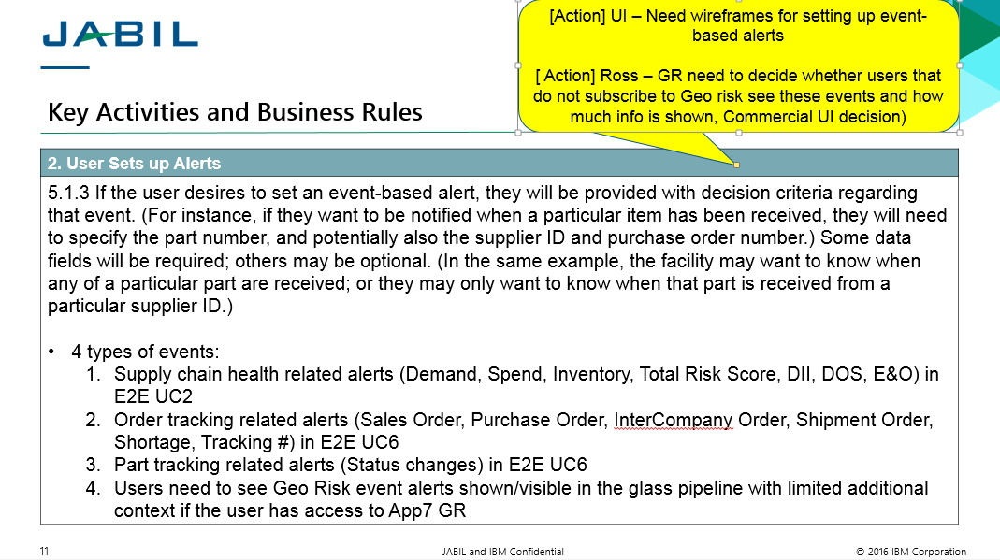 JABIL
[Action] UI – Need wireframes for setting up event-
based alerts
[ Action] Ross – GR need to decide whether users that
do not subscribe to Geo risk see these events and how
much info is shown, Commercial UI decision)
Key Activities and Business Rules
2. User Sets up Alerts
5.1.3 If the user desires to set an event-based alert, they will be provided with decision criteria regarding
that event. (For instance, if they want to be notified when a particular item has been received, they will need
to specify the part number, and potentially also the supplier ID and purchase order number.) Some data
fields will be required; others may be optional. (In the same example, the facility may want to know when
any of a particular part are received; or they may only want to know when that part is received from a
particular supplier ID.)
• 4 types of events:
1. Supply chain health related alerts (Demand, Spend, Inventory, Total Risk Score, DII, DOS, E&O) in
E2E UC2
2. Order tracking related alerts (Sales Order, Purchase Order, InterCompany Order, Shipment Order,
Shortage, Tracking #) in E2E UC6
3. Part tracking related alerts (Status changes) in E2E UC6
4. Users need to see Geo Risk event alerts shown/visible in the glass pipeline with limited additional
context if the user has access to App7 GR
11
JABIL and IBM Confidential
© 2016 IBM Corporation